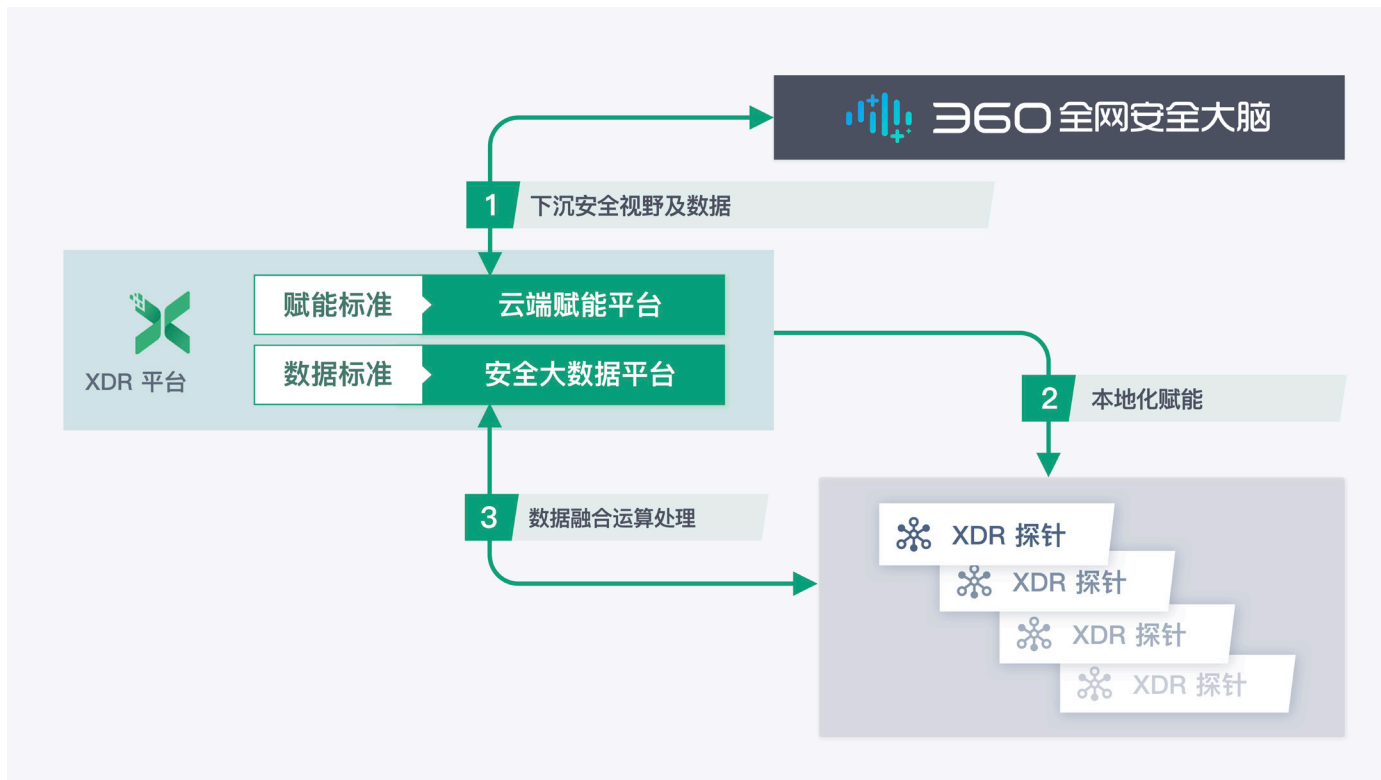 360 全网安全大脑
1 下沉安全视野及数据
赋能标准 云端赋能平台
数据标准 安全大数据平台
XDR 平台
2 本地化赋能
3 数据融合运算处理
XDR 探针
XDR 探针
XDR 探针
XDR 探针